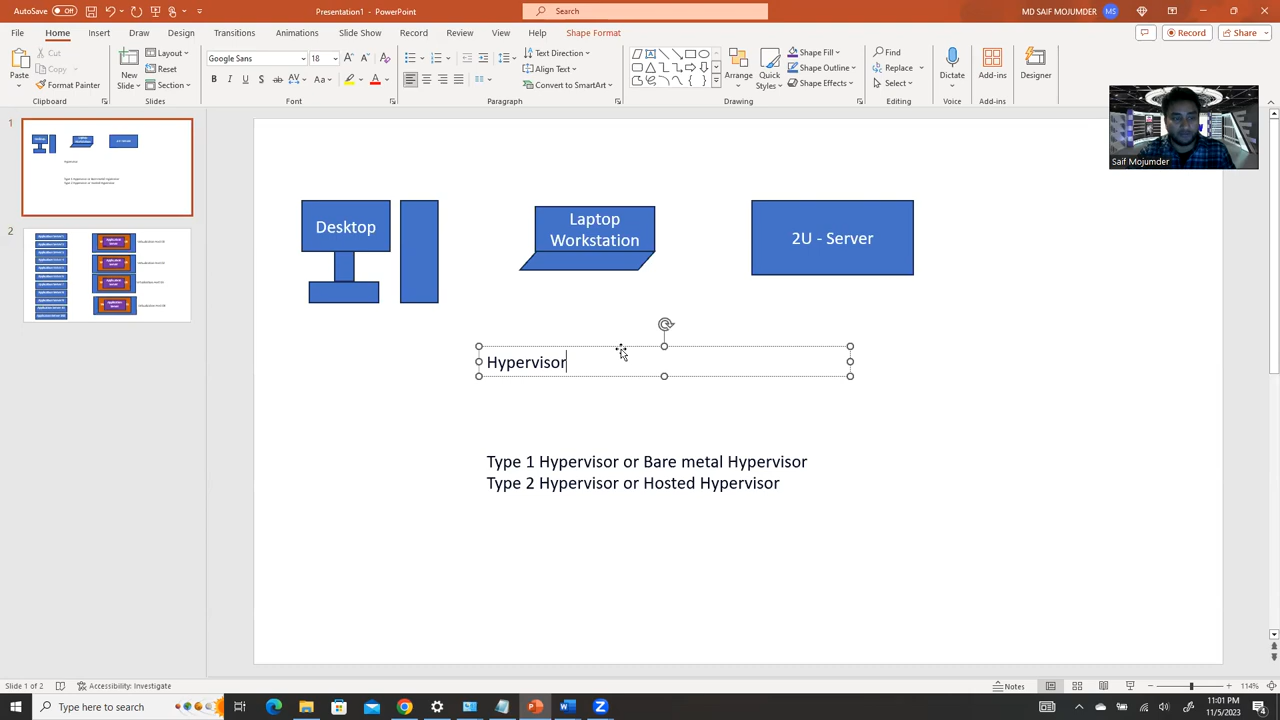 AutoSave Off
Presentation1 - PowerPoint
Search
MD SAIF MOJUMDER MS
File Home Insert Draw Design Transitions Animations Slide Show Record Review View Help Shape Format
Record Share
Paste
Cut
Copy
Format Painter
Clipboard
New
Slide
Layout
Reset
Section
Slides
Google Sans 18
Font
Text Direction
Align Text
Convert to SmartArt
Paragraph
Arrange
Quick
Styles
Shape Fill
Shape Outline
Shape Effects
Drawing
Find
Replace
Select
Editing
Dictate
Voice
Add-ins
Add-ins
Designer
Saif Mojumder
1
2
Desktop
Laptop
Workstation
2U - Server
Hypervisor
Type 1 Hypervisor or Bare metal Hypervisor
Type 2 Hypervisor or Hosted Hypervisor
Slide 1 of 2
Accessibility: Investigate
Notes
114%
Type here to search
11:01 PM
11/5/2023